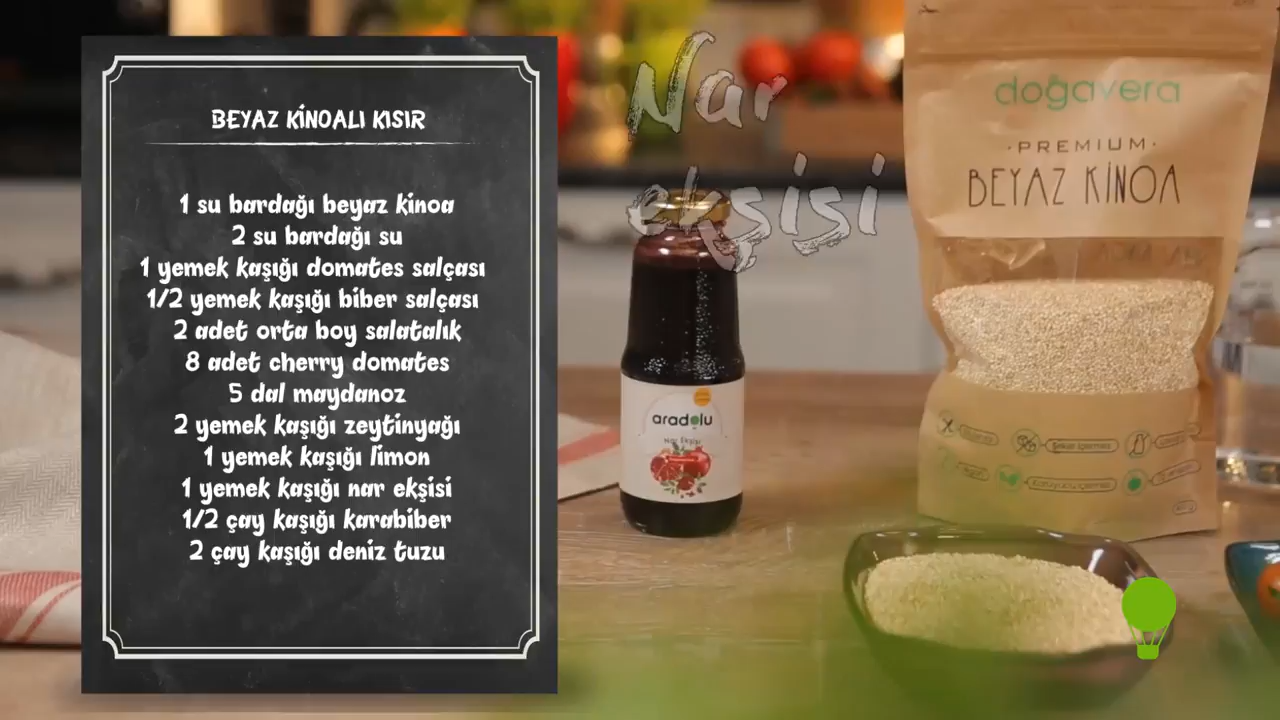 BEYAZ KİNOALI KISIR
1 su bardağı beyaz kinoa
2 su bardağı su
1 yemek kaşığı domates salçası
1/2 yemek kaşığı biber salçası
2 adet orta boy salatalık
8 adet cherry domates
5 dal maydanoz
2 yemek kaşığı zeytinyağı
1 yemek kaşığı limon
1 yemek kaşığı nar ekşisi
1/2 çay kaşığı karabiber
2 çay kaşığı deniz tuzu
Nar
ekşisi
aradolu
Nar Ekşisi
doğavera
·PREMIUM·
BEYAZ KİNOA